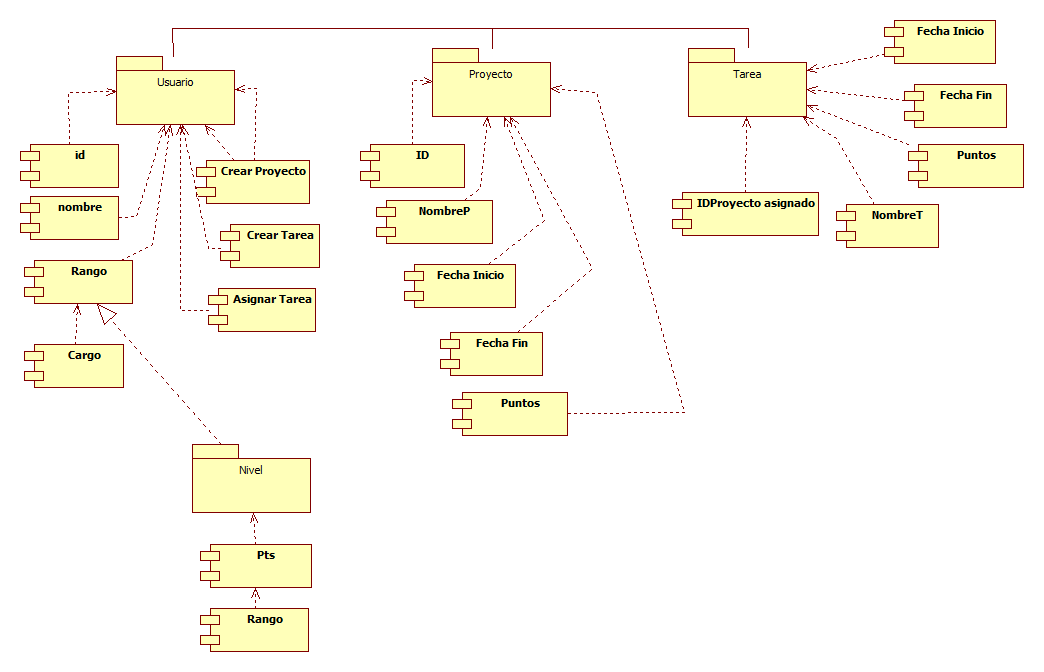 Usuario
id
nombre
Rango
Cargo
Crear Proyecto
Crear Tarea
Asignar Tarea
Nivel
Pts
Rango
Proyecto
ID
NombreP
Fecha Inicio
Fecha Fin
Puntos
Tarea
Fecha Inicio
Fecha Fin
Puntos
NombreT
IDProyecto asignado